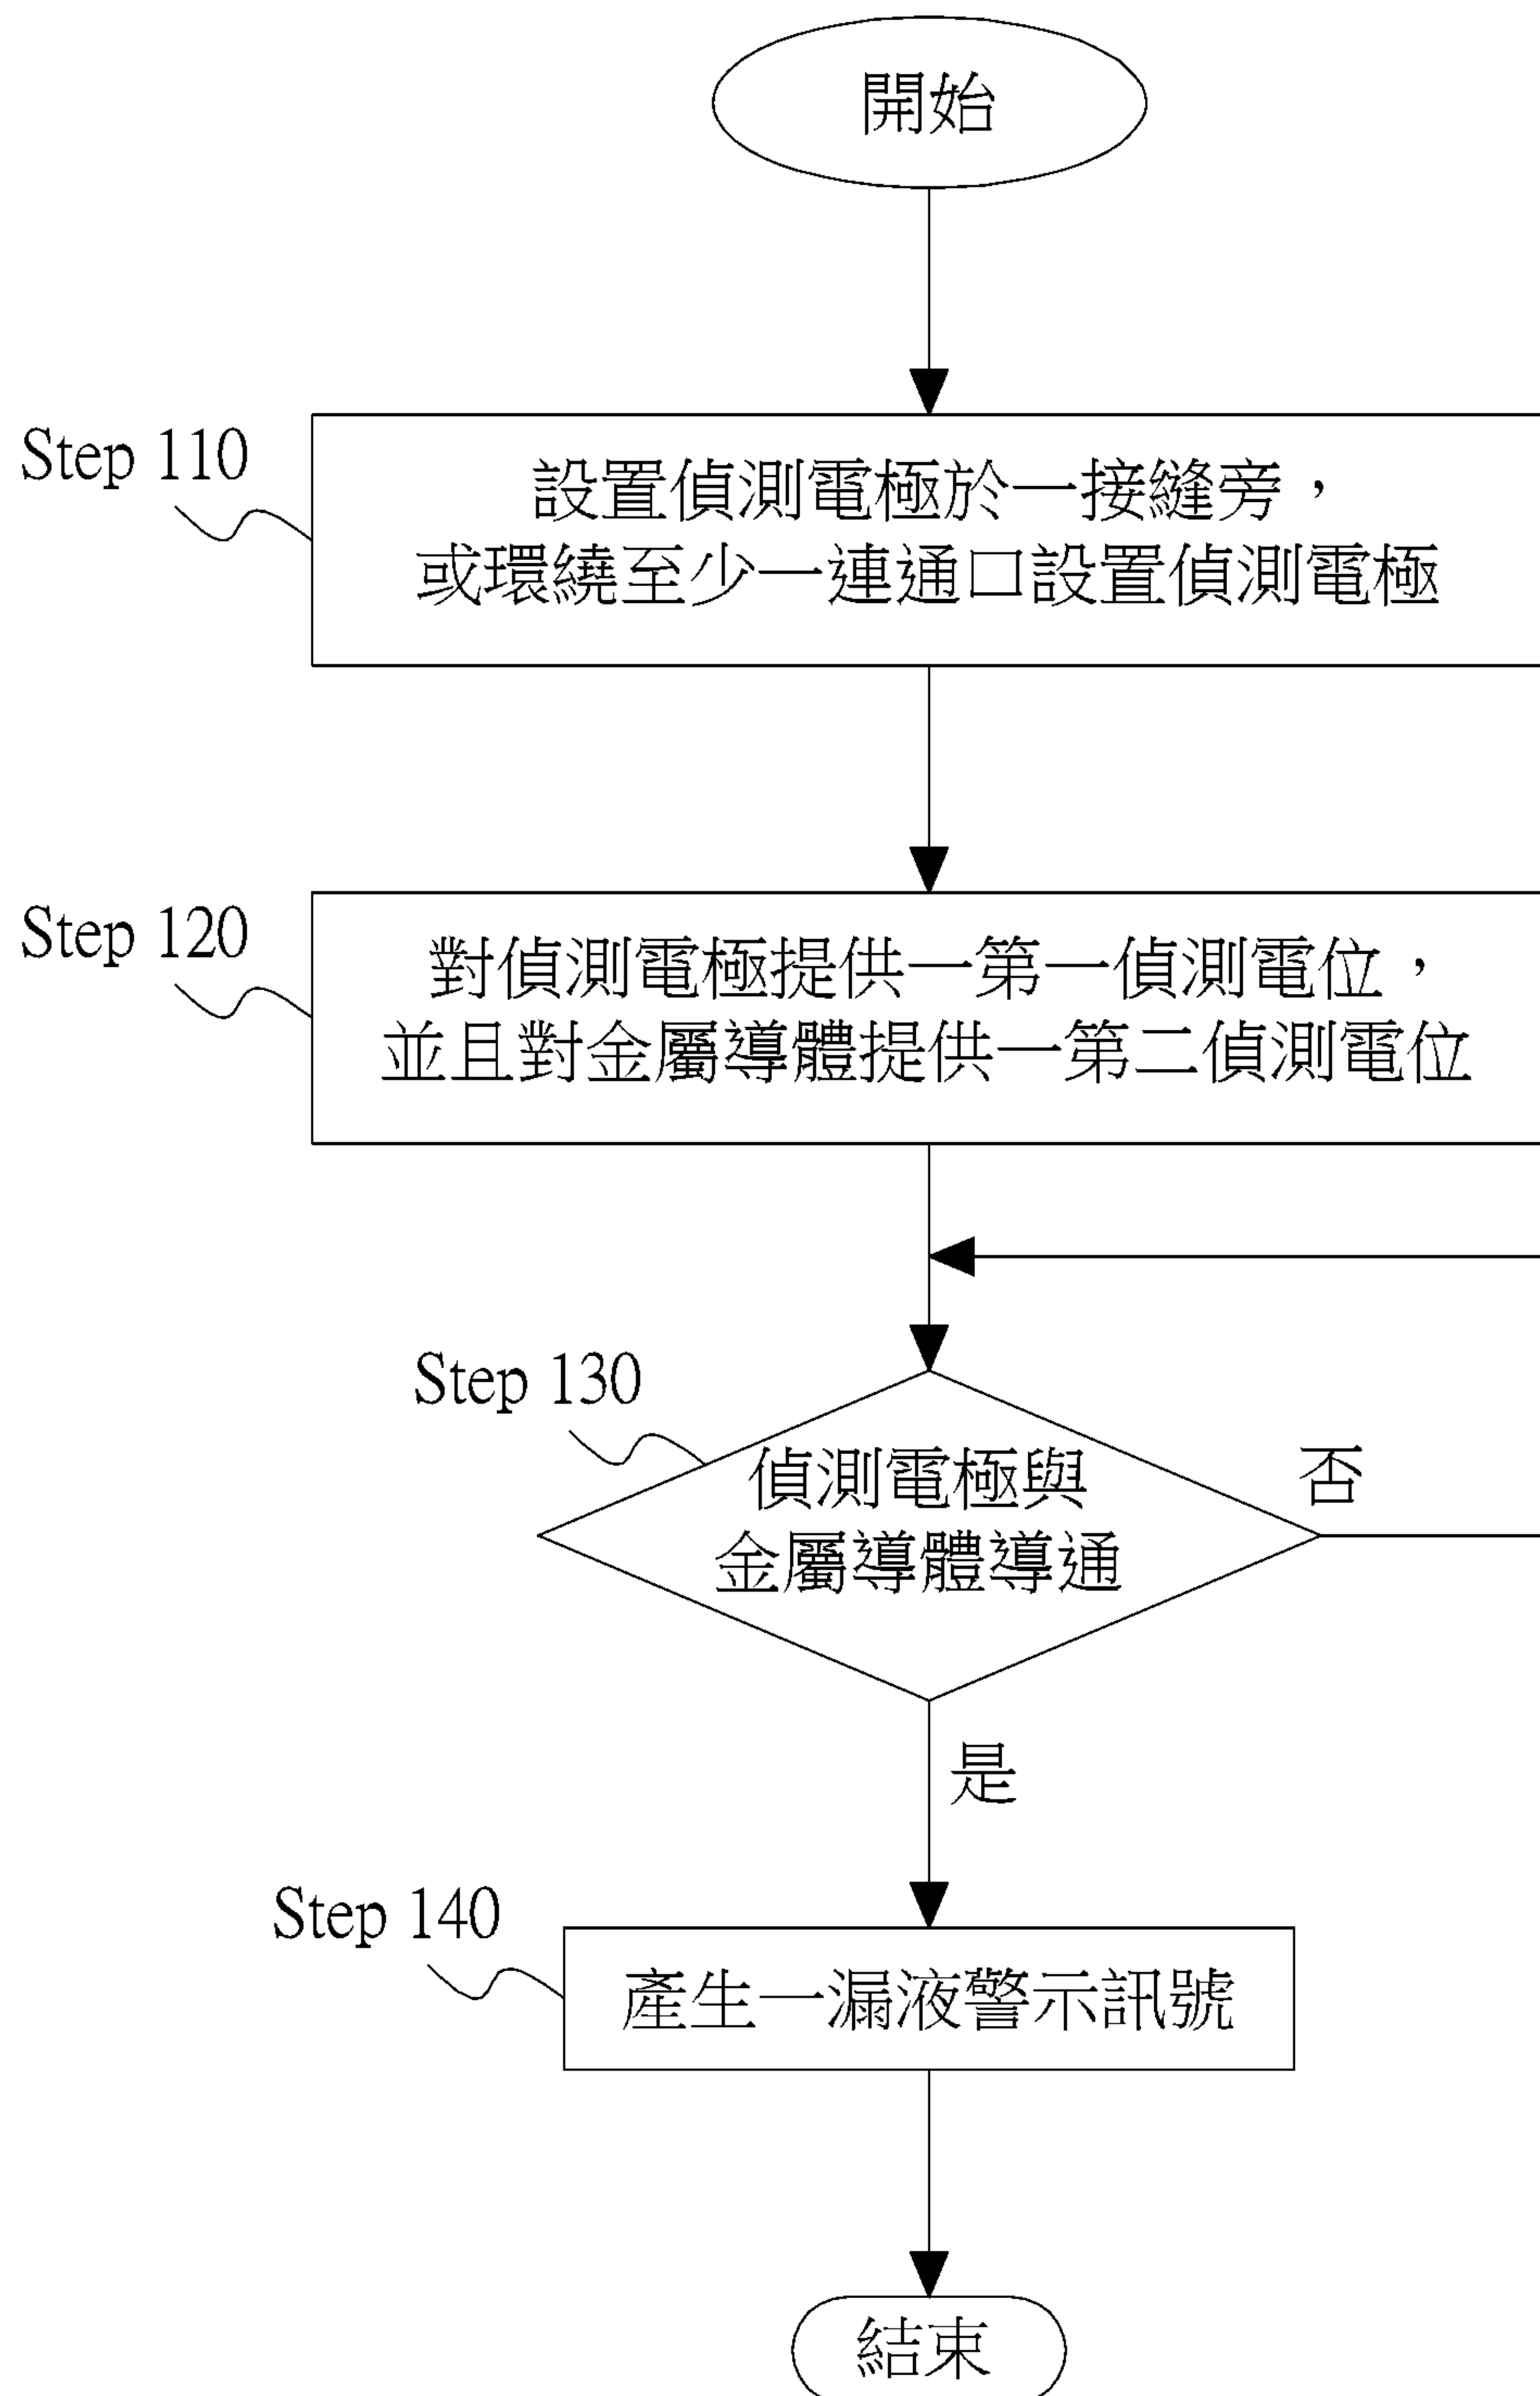 開始
Step 110
設置偵測電極於一接縫旁，
或環繞至少一連通口設置偵測電極
Step 120
對偵測電極提供一第一偵測電位，
並且對金屬導體提供一第二偵測電位
Step 130
偵測電極與
金屬導體導通
否
是
Step 140
產生一漏液警示訊號
結束